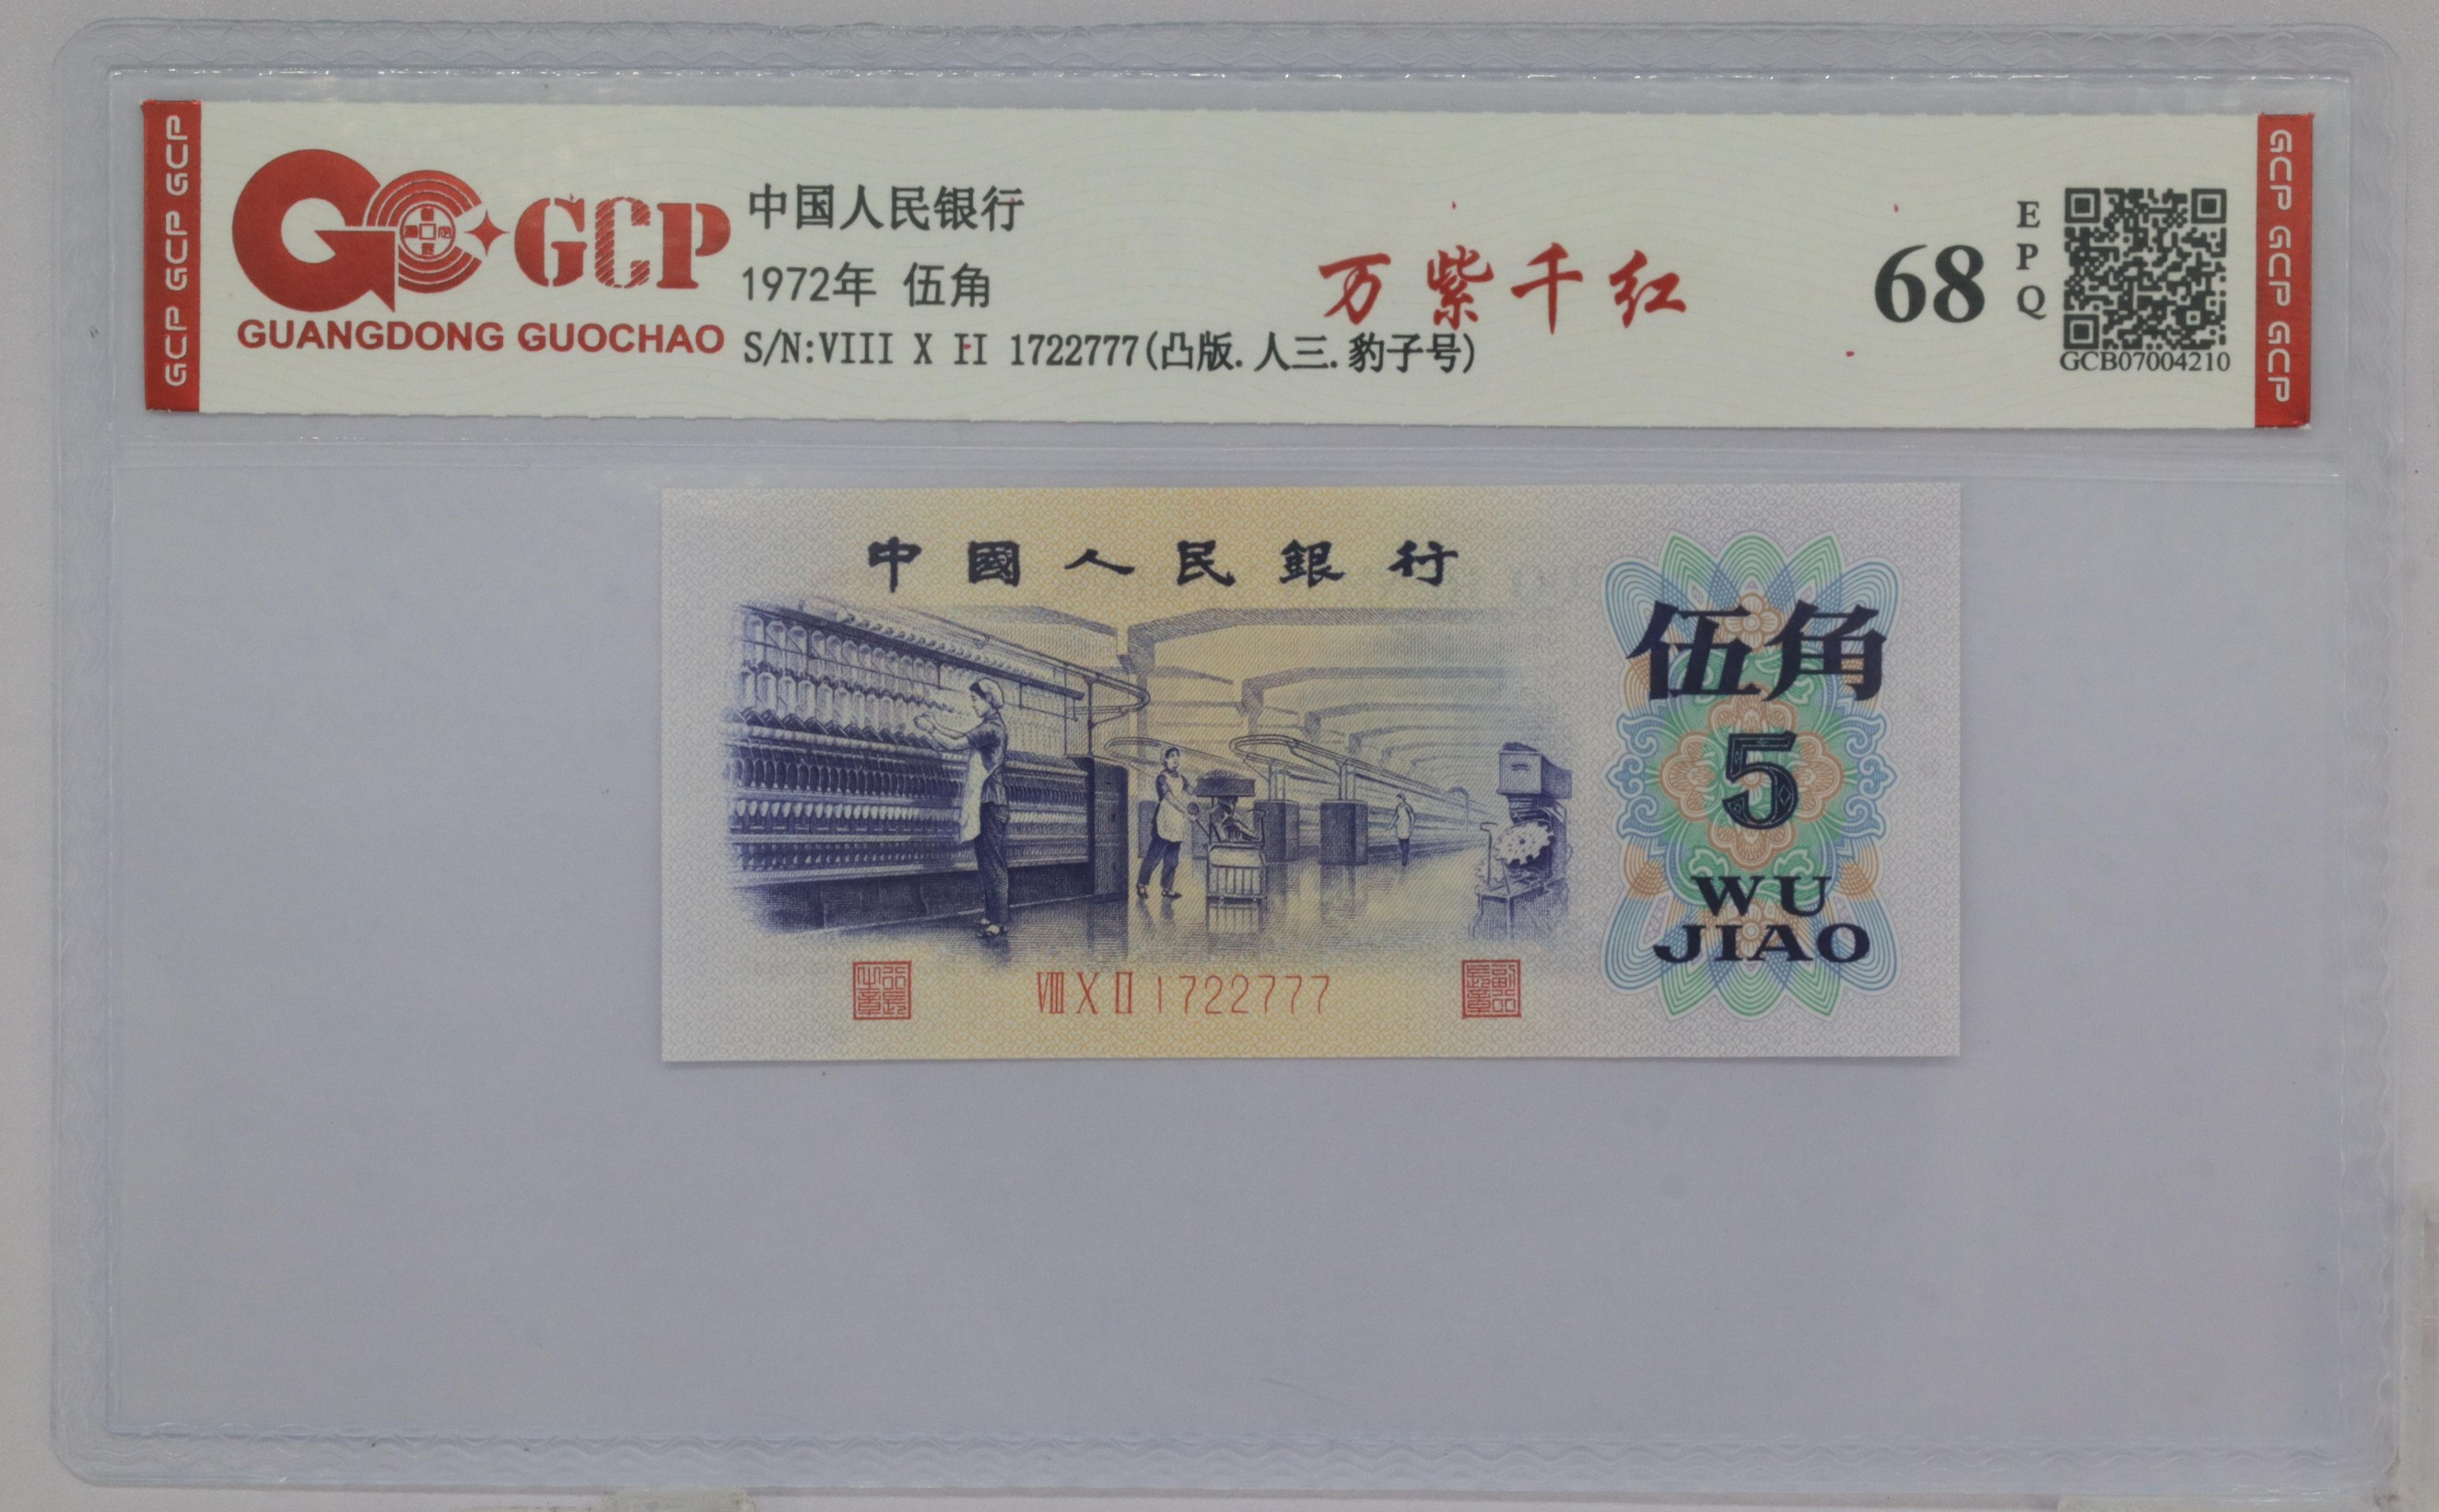 GCP GCP GCP
GCP
GUANGDONG GUOCHAO
中国人民银行
1972年 伍角
S/N:VIII X II 1722777(凸版.人三.豹子号)
万紫千红
68
EPQ
GCB07004210
GCP GCP GCP
中國人民銀行
伍角
5
WU
JIAO
VIII X II 1722777